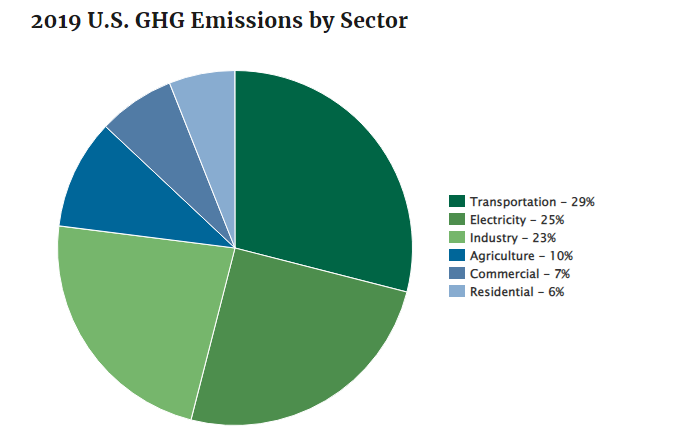 2019 U.S. GHG Emissions by Sector
Transportation – 29%
Electricity – 25%
Industry – 23%
Agriculture – 10%
Commercial – 7%
Residential – 6%